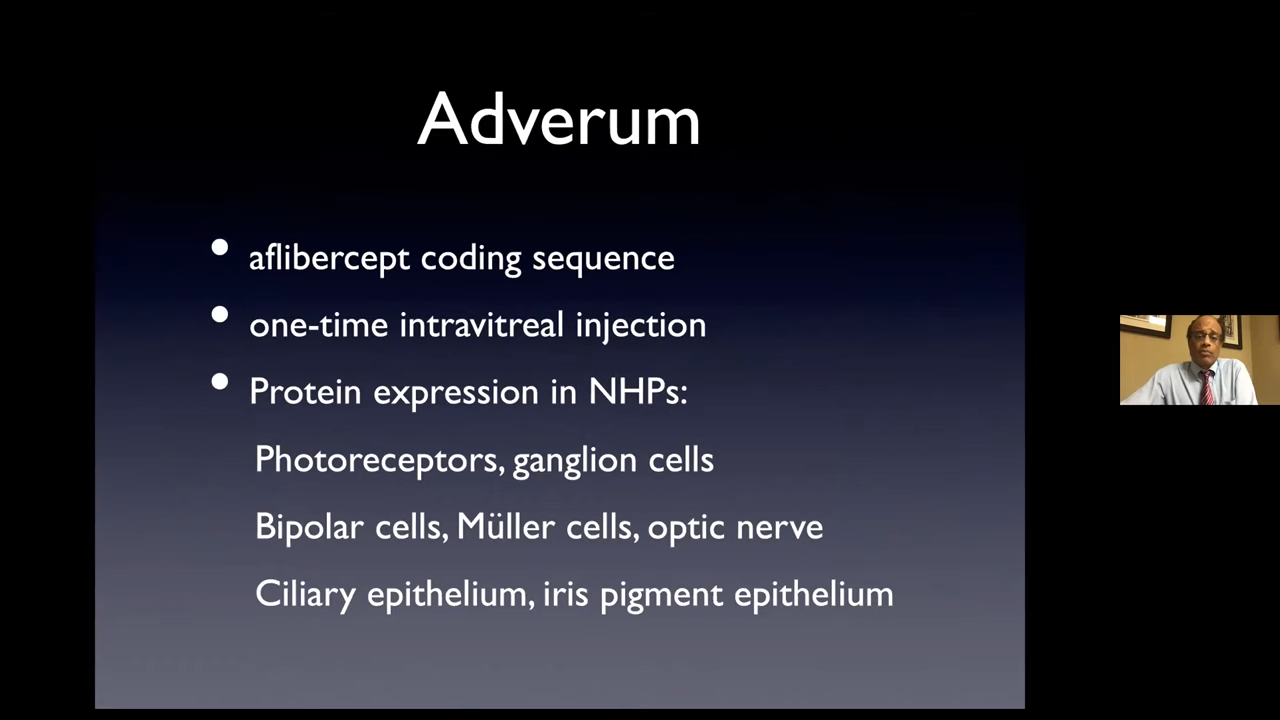 Adverum
• aflibercept coding sequence
• one-time intravitreal injection
• Protein expression in NHPs:
Photoreceptors, ganglion cells
Bipolar cells, Müller cells, optic nerve
Ciliary epithelium, iris pigment epithelium